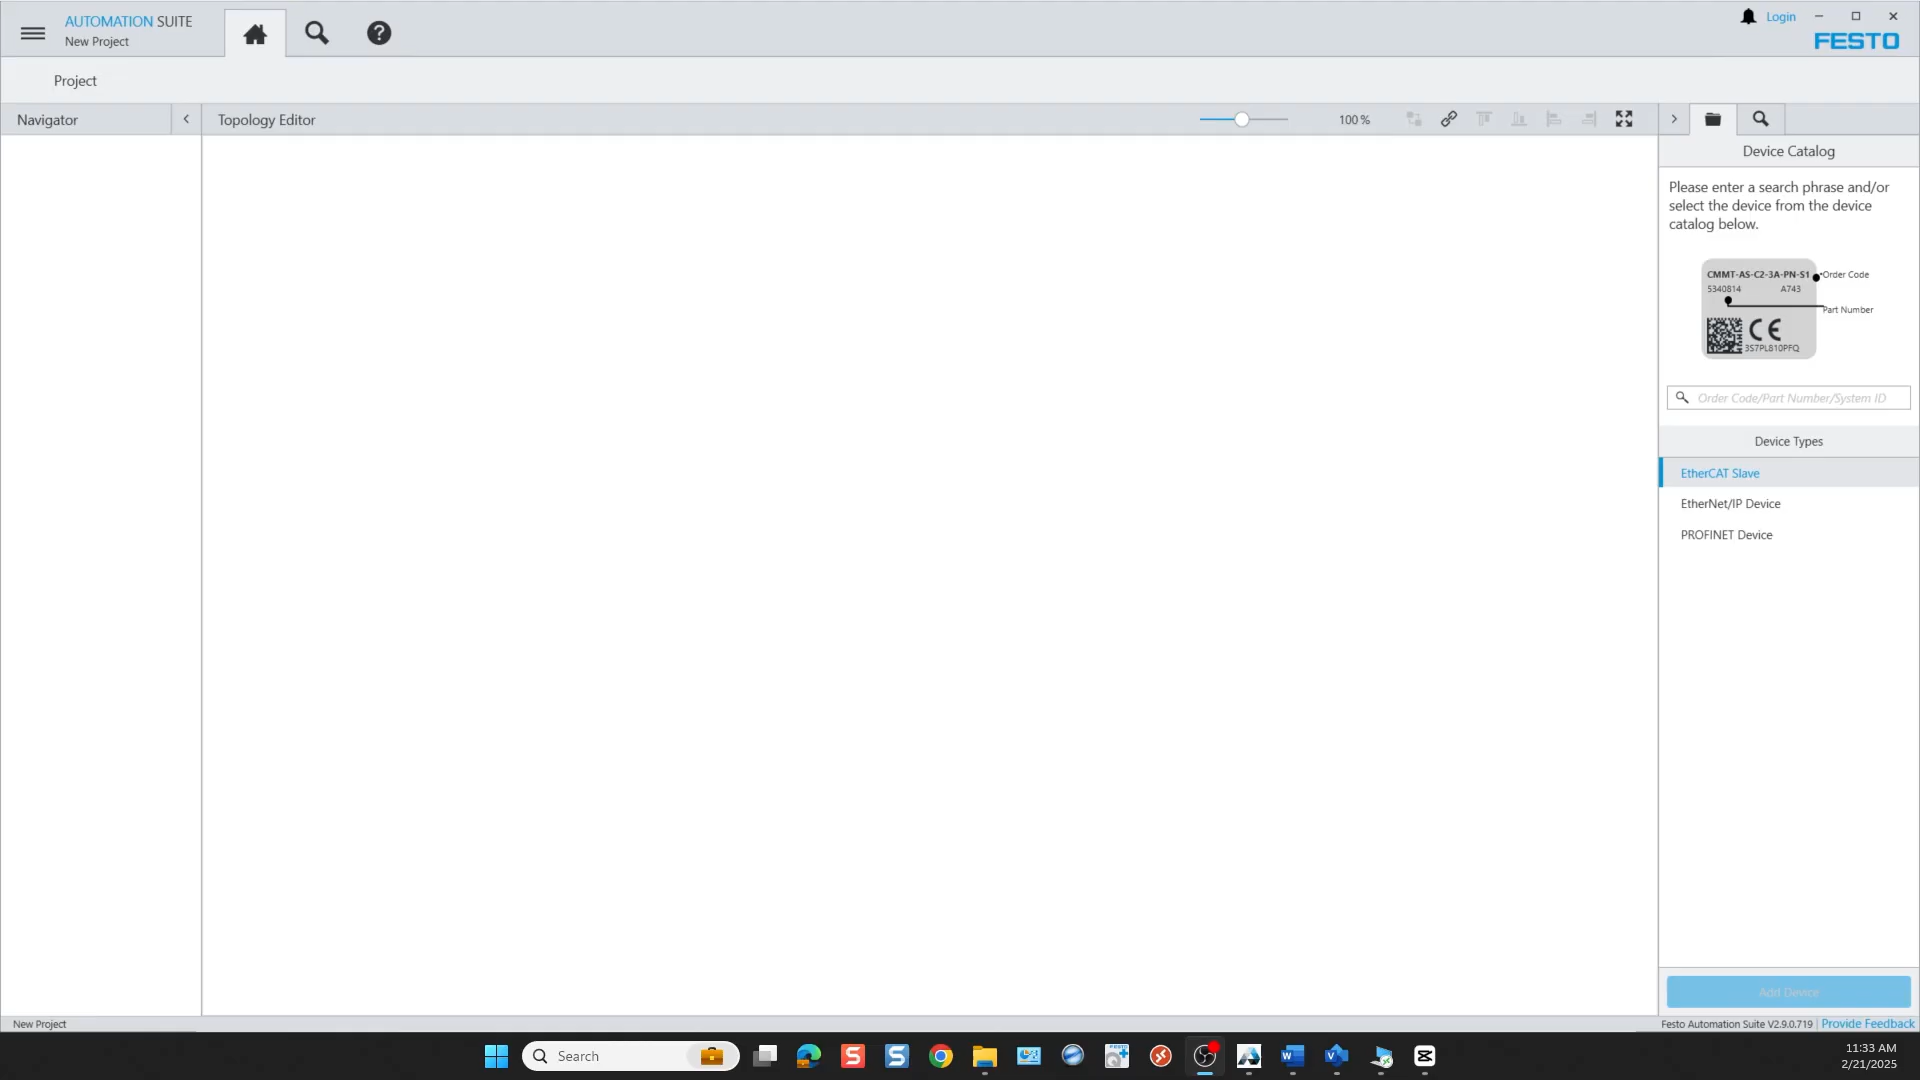 AUTOMATION SUITE
New Project
Login
FESTO
Project
Navigator
Topology Editor
100 %
Device Catalog
Please enter a search phrase and/or
select the device from the device
catalog below.
CMMT-AS-C2-3A-PN-S1
Order Code
5340814
A743
Part Number
CE
3S7PL810PFQ
Order Code/Part Number/System ID
Device Types
EtherCAT Slave
EtherNet/IP Device
PROFINET Device
Add Device
New Project
Festo Automation Suite V2.9.0.719
Provide Feedback
Search
11:33 AM
2/21/2025